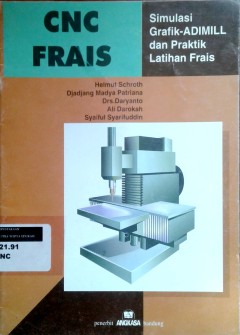 CNC
FRAIS
Simulasi
Grafik-ADIMILL
dan Praktik
Latihan Frais
Helmut Schroth
Djadjang Madya Patriana
Drs.Daryanto
Ali Darokah
Syaiful Syarifuddin
21.91
NC
penerbit ANGKASA bandung